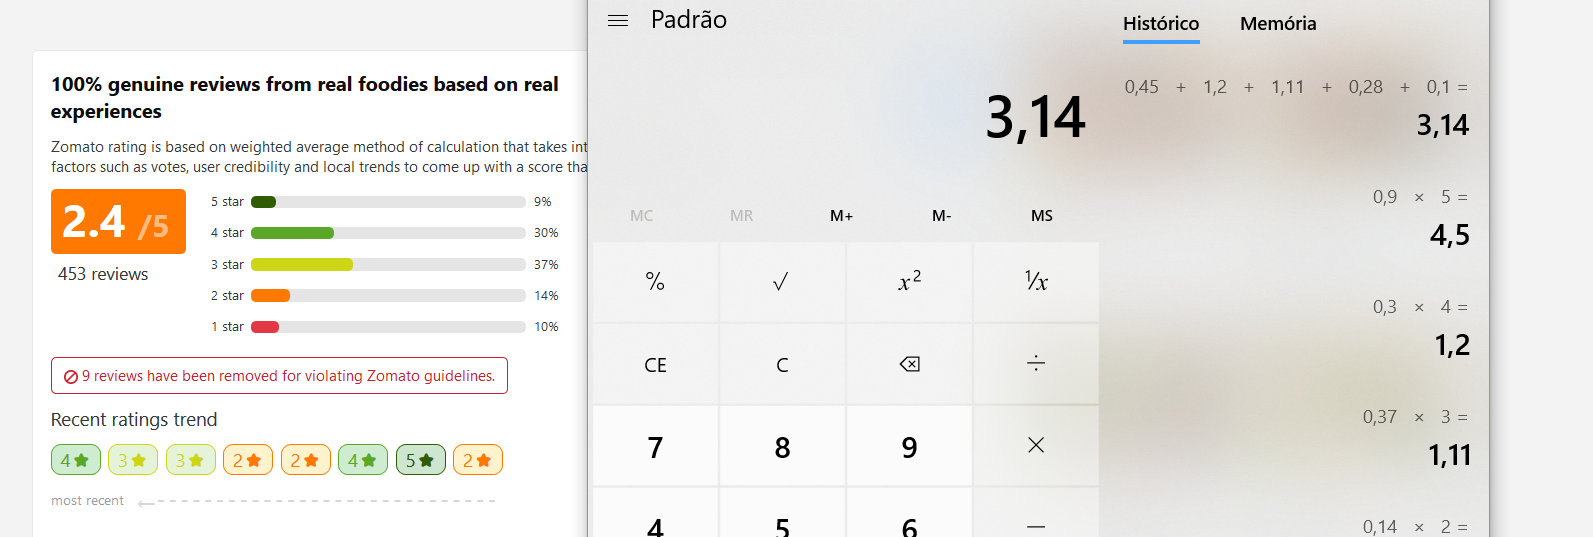 100% genuine reviews from real foodies based on real
experiences
Zomato rating is based on weighted average method of calculation that takes int
factors such as votes, user credibility and local trends to come up with a score tha
2.4 /5
453 reviews
5 star 9%
4 star 30%
3 star 37%
2 star 14%
1 star 10%
9 reviews have been removed for violating Zomato guidelines.
Recent ratings trend
4★ 3★ 3★ 2★ 2★ 4★ 5★ 2★
most recent
Padrão
3,14
MC MR M+ M- MS
% √ x² ¹/x
CE C ÷
7 8 9 ×
4 5 6 −
Histórico Memória
0,45 + 1,2 + 1,11 + 0,28 + 0,1 =
3,14
0,9 × 5 =
4,5
0,3 × 4 =
1,2
0,37 × 3 =
1,11
0,14 × 2 =